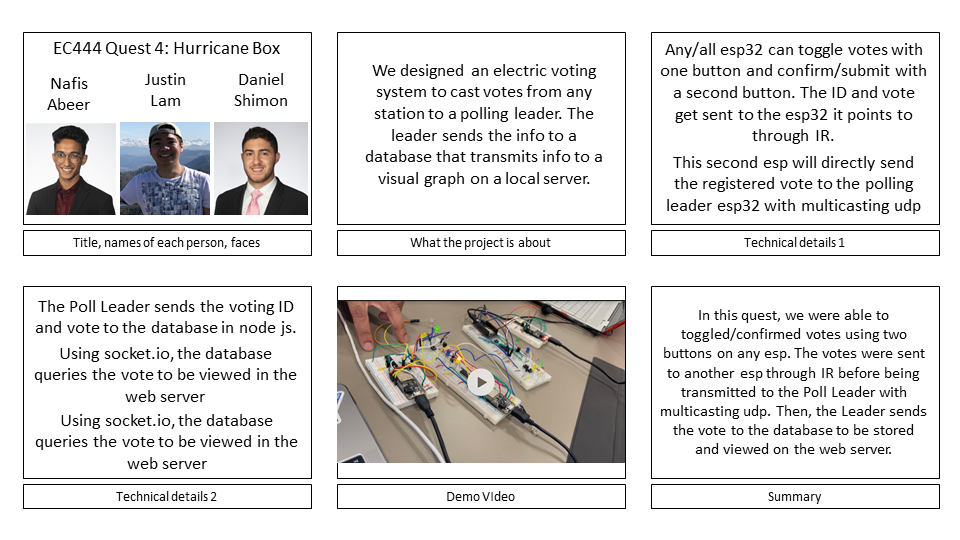 EC444 Quest 4: Hurricane Box
Nafis
Abeer
Justin
Lam
Daniel
Shimon
Title, names of each person, faces
We designed an electric voting
system to cast votes from any
station to a polling leader. The
leader sends the info to a
database that transmits info to a
visual graph on a local server.
What the project is about
Any/all esp32 can toggle votes with
one button and confirm/submit with
a second button. The ID and vote
get sent to the esp32 it points to
through IR.
This second esp will directly send
the registered vote to the polling
leader esp32 with multicasting udp
Technical details 1
The Poll Leader sends the voting ID
and vote to the database in node js.
Using socket.io, the database
queries the vote to be viewed in the
web server
Using socket.io, the database
queries the vote to be viewed in the
web server
Technical details 2
Demo VIdeo
In this quest, we were able to
toggled/confirmed votes using two
buttons on any esp. The votes were sent
to another esp through IR before being
transmitted to the Poll Leader with
multicasting udp. Then, the Leader sends
the vote to the database to be stored
and viewed on the web server.
Summary